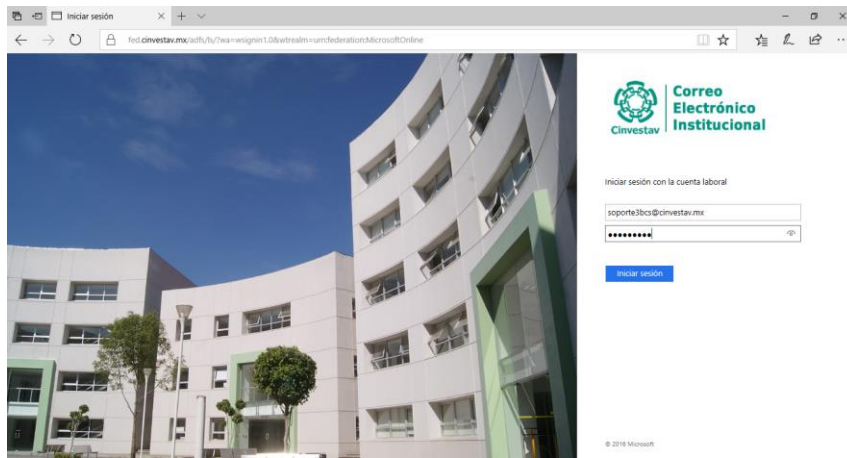 Iniciar sesión
fed.cinvestav.mx/adfs/ls/?wa=wsignin1.0&wtrealm=urn:federation:MicrosoftOnline
Cinvestav
Correo
Electrónico
Institucional
Iniciar sesión con la cuenta laboral
soporte3bcs@cinvestav.mx
•••••••••
Iniciar sesión
© 2016 Microsoft